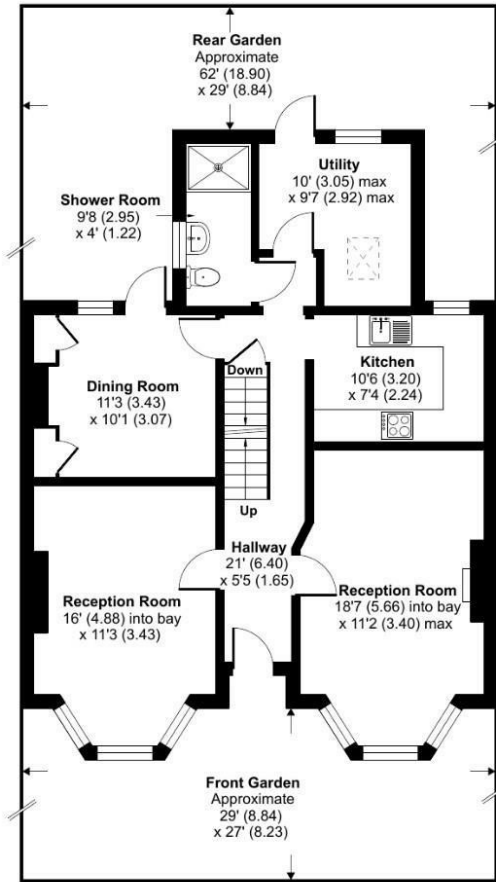 Rear Garden
Approximate
62' (18.90)
x 29' (8.84)
Utility
10' (3.05) max
x 9'7 (2.92) max
Shower Room
9'8 (2.95)
x 4' (1.22)
Kitchen
10'6 (3.20)
x 7'4 (2.24)
Dining Room
11'3 (3.43)
x 10'1 (3.07)
Down
Up
Hallway
21' (6.40)
x 5'5 (1.65)
Reception Room
16' (4.88) into bay
x 11'3 (3.43)
Reception Room
18'7 (5.66) into bay
x 11'2 (3.40) max
Front Garden
Approximate
29' (8.84)
x 27' (8.23)